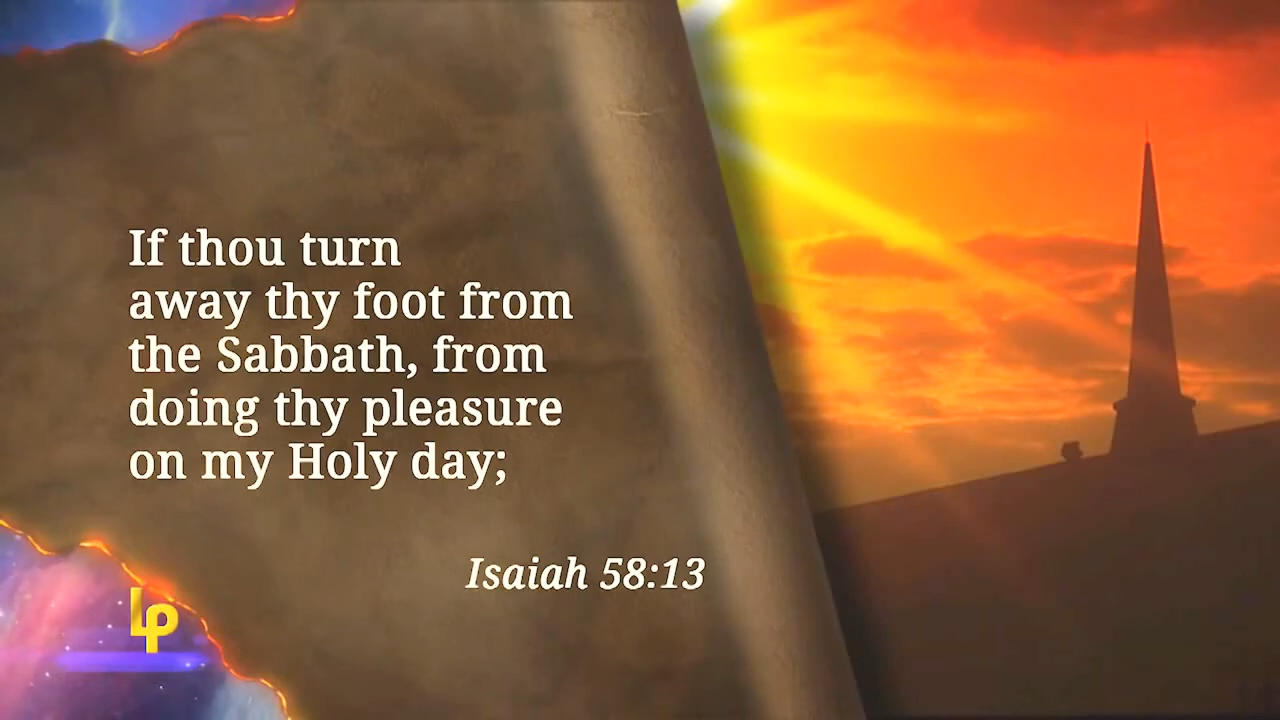 If thou turn
away thy foot from
the Sabbath, from
doing thy pleasure
on my Holy day;
Isaiah 58:13
LP